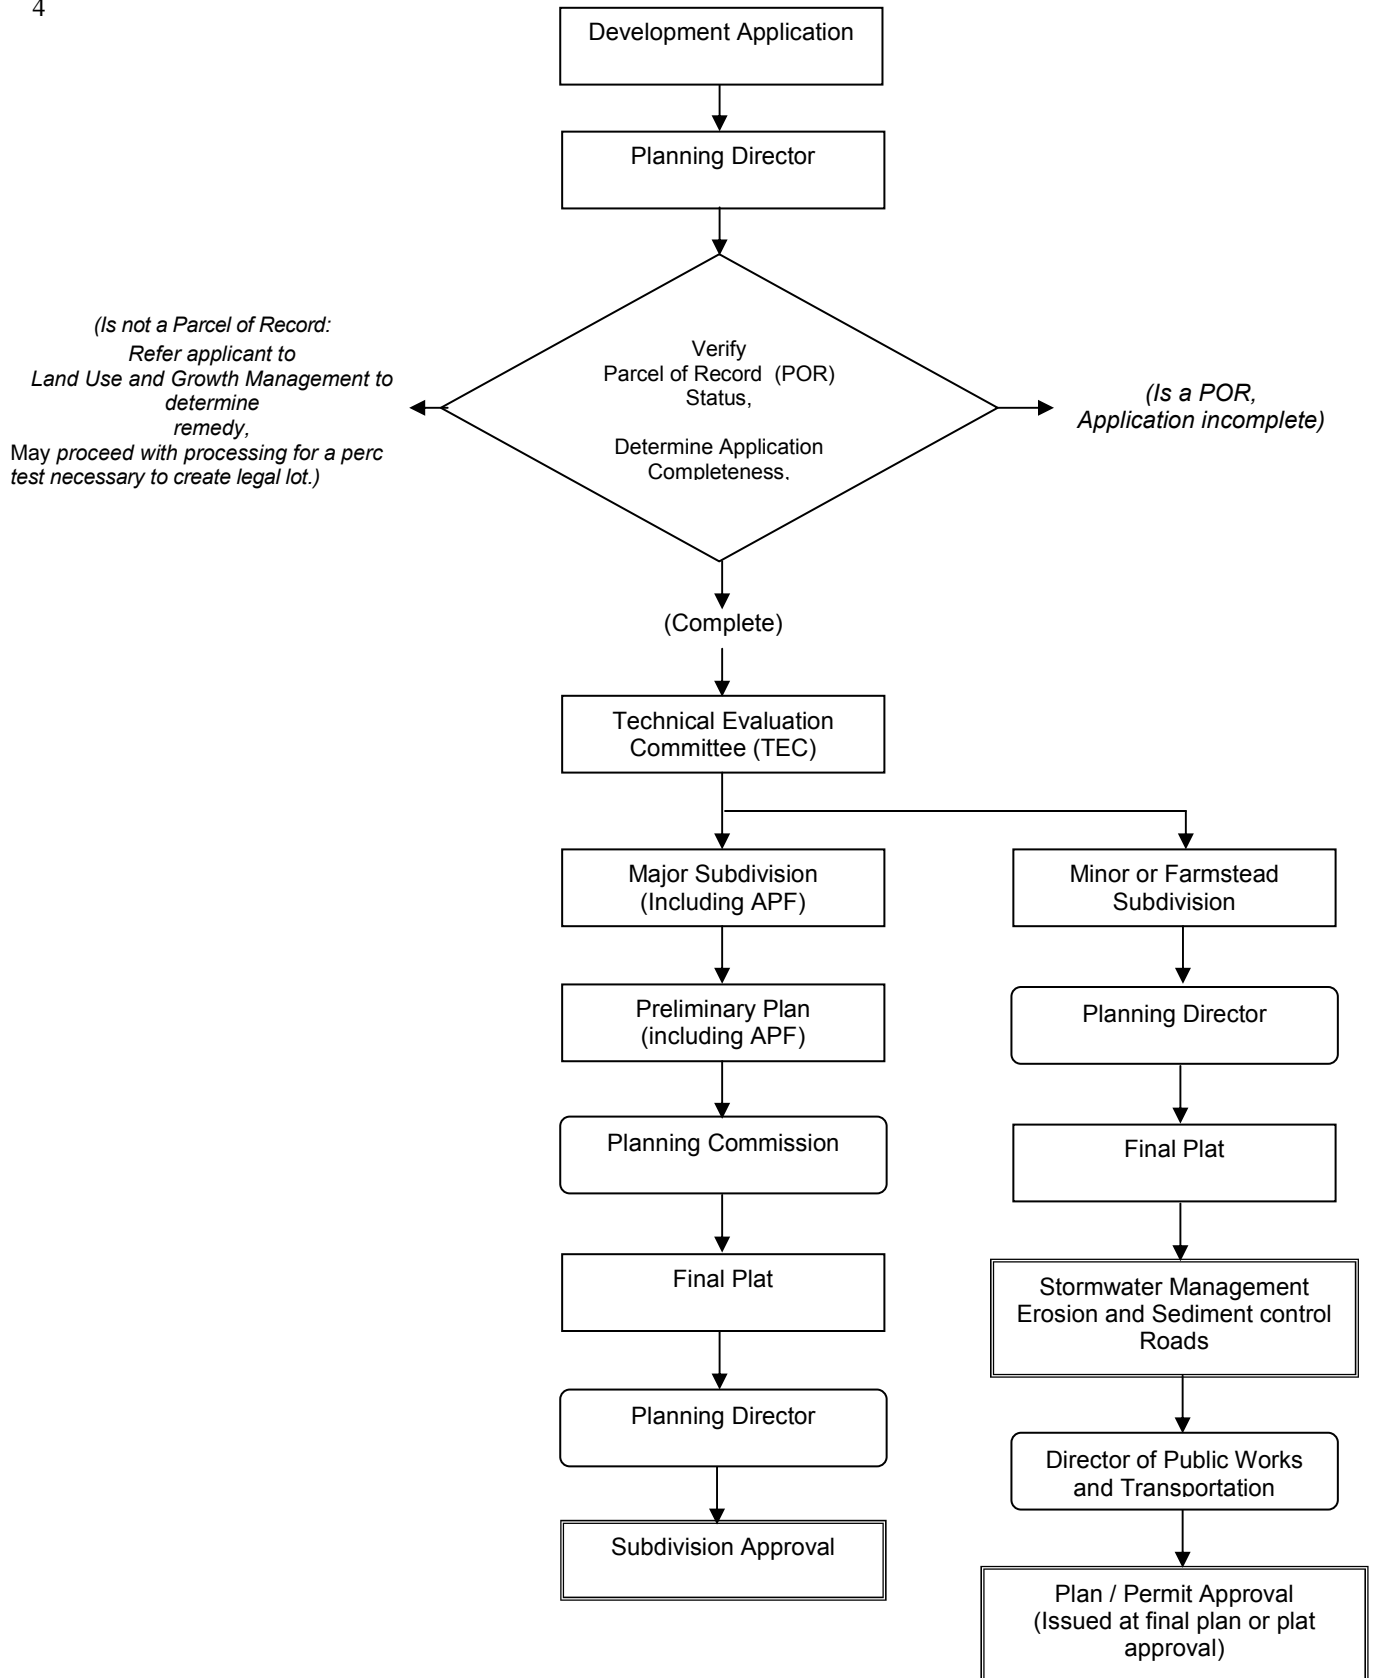 4
Development Application
Planning Director
(Is not a Parcel of Record:
Refer applicant to
Land Use and Growth Management to
determine
remedy,
May proceed with processing for a perc
test necessary to create legal lot.)
Verify
Parcel of Record (POR)
Status,
Determine Application
Completeness,
(Is a POR,
Application incomplete)
(Complete)
Technical Evaluation
Committee (TEC)
Major Subdivision
(Including APF)
Minor or Farmstead
Subdivision
Preliminary Plan
(including APF)
Planning Director
Planning Commission
Final Plat
Final Plat
Stormwater Management
Erosion and Sediment control
Roads
Planning Director
Director of Public Works
and Transportation
Subdivision Approval
Plan / Permit Approval
(Issued at final plan or plat
approval)